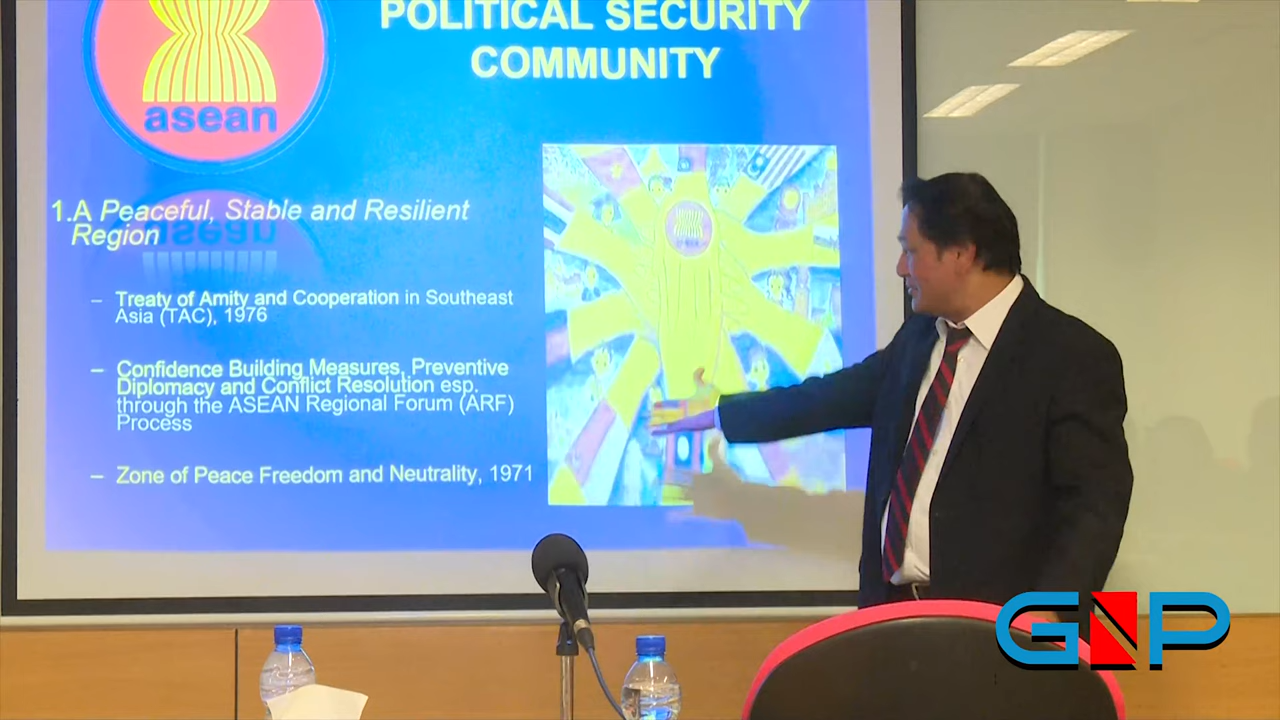 POLITICAL SECURITY
COMMUNITY
asean
1.A Peaceful, Stable and Resilient
Region
– Treaty of Amity and Cooperation in Southeast
Asia (TAC), 1976
– Confidence Building Measures, Preventive
Diplomacy and Conflict Resolution esp.
through the ASEAN Regional Forum (ARF)
Process
– Zone of Peace Freedom and Neutrality, 1971
GNP